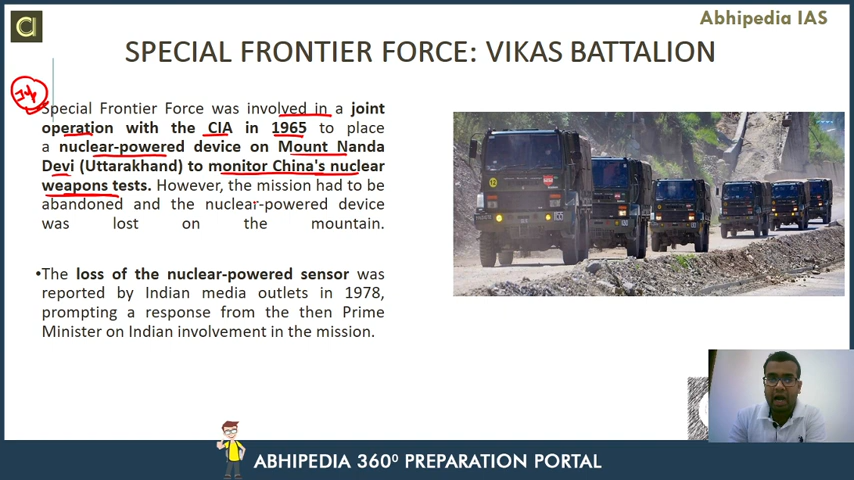 Abhipedia IAS
SPECIAL FRONTIER FORCE: VIKAS BATTALION
Special Frontier Force was involved in a joint
operation with the CIA in 1965 to place
a nuclear-powered device on Mount Nanda
Devi (Uttarakhand) to monitor China's nuclear
weapons tests. However, the mission had to be
abandoned and the nuclear-powered device
was lost on the mountain.
•The loss of the nuclear-powered sensor was
reported by Indian media outlets in 1978,
prompting a response from the then Prime
Minister on Indian involvement in the mission.
ABHIPEDIA 360⁰ PREPARATION PORTAL